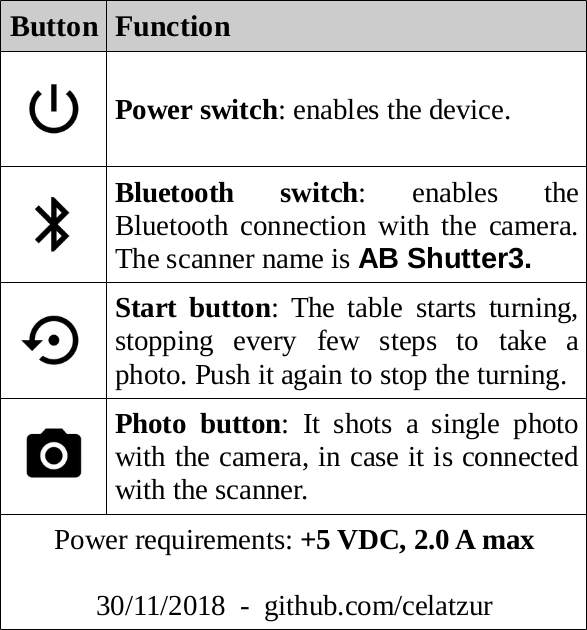 Button Function
Power switch: enables the device.
Bluetooth switch: enables the
Bluetooth connection with the camera.
The scanner name is AB Shutter3.
Start button: The table starts turning,
stopping every few steps to take a
photo. Push it again to stop the turning.
Photo button: It shots a single photo
with the camera, in case it is connected
with the scanner.
Power requirements: +5 VDC, 2.0 A max
30/11/2018 - github.com/celatzur